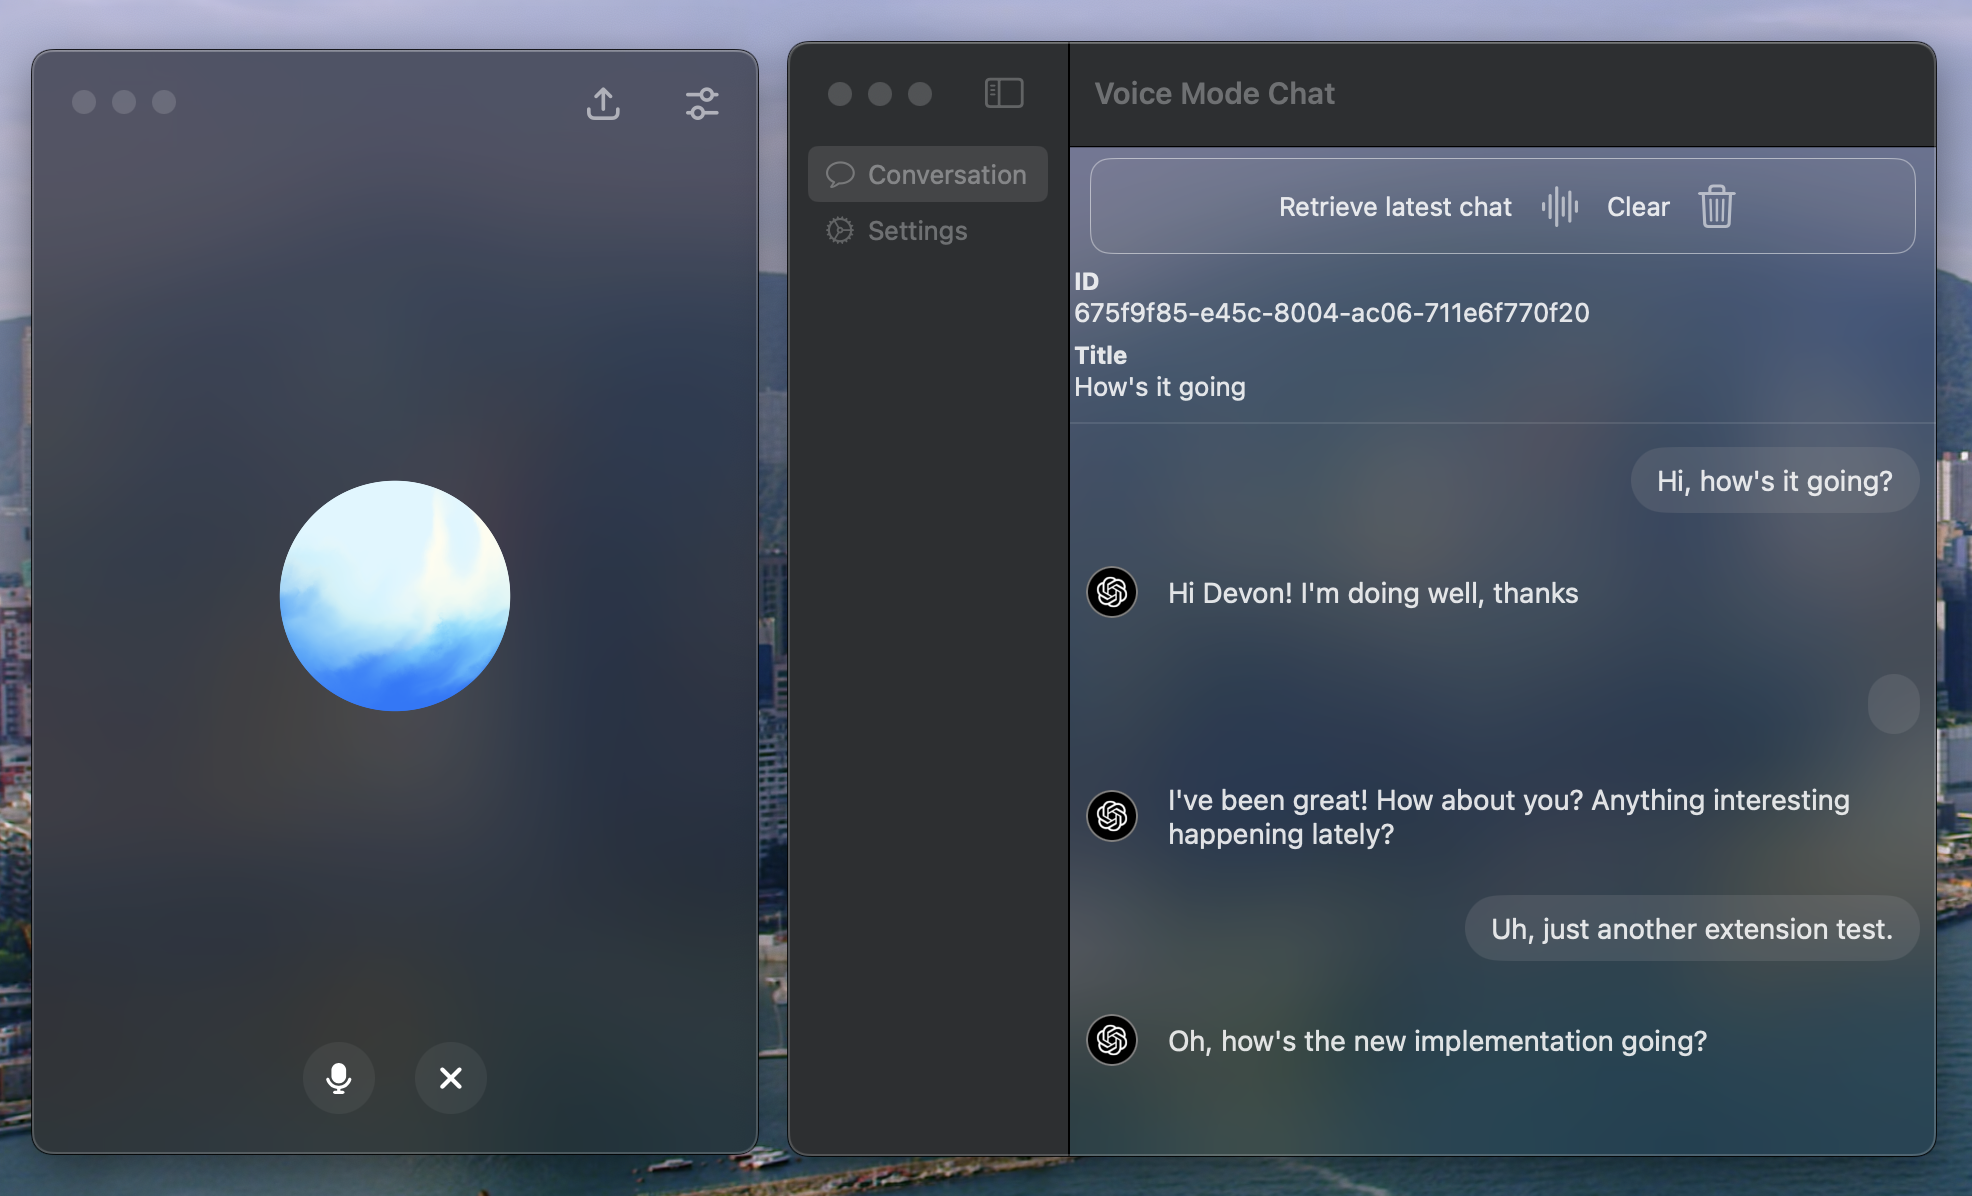 Voice Mode Chat
Conversation
Settings
Retrieve latest chat Clear
ID
675f9f85-e45c-8004-ac06-711e6f770f20
Title
How's it going
Hi, how's it going?
Hi Devon! I'm doing well, thanks
I've been great! How about you? Anything interesting
happening lately?
Uh, just another extension test.
Oh, how's the new implementation going?